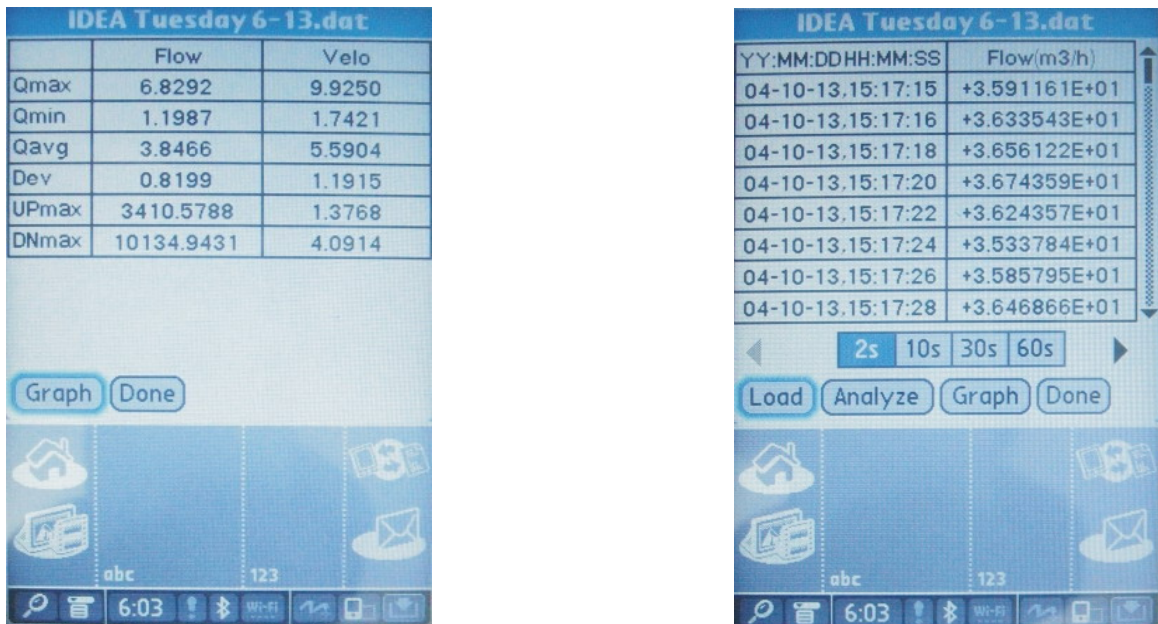 IDEA Tuesday 6-13.dat
Flow Velo
Qmax 6.8292 9.9250
Qmin 1.1987 1.7421
Qavg 3.8466 5.5904
Dev 0.8199 1.1915
UPmax 3410.5788 1.3768
DNmax 10134.9431 4.0914
Graph Done
abc 123
6:03 Wi-Fi
IDEA Tuesday 6-13.dat
YY:MM:DDHH:MM:SS Flow(m3/h)
04-10-13,15:17:15 +3.591161E+01
04-10-13,15:17:16 +3.633543E+01
04-10-13,15:17:18 +3.656122E+01
04-10-13,15:17:20 +3.674359E+01
04-10-13,15:17:22 +3.624357E+01
04-10-13,15:17:24 +3.533784E+01
04-10-13,15:17:26 +3.585795E+01
04-10-13,15:17:28 +3.646866E+01
2s 10s 30s 60s
Load Analyze Graph Done
abc 123
6:03 Wi-Fi